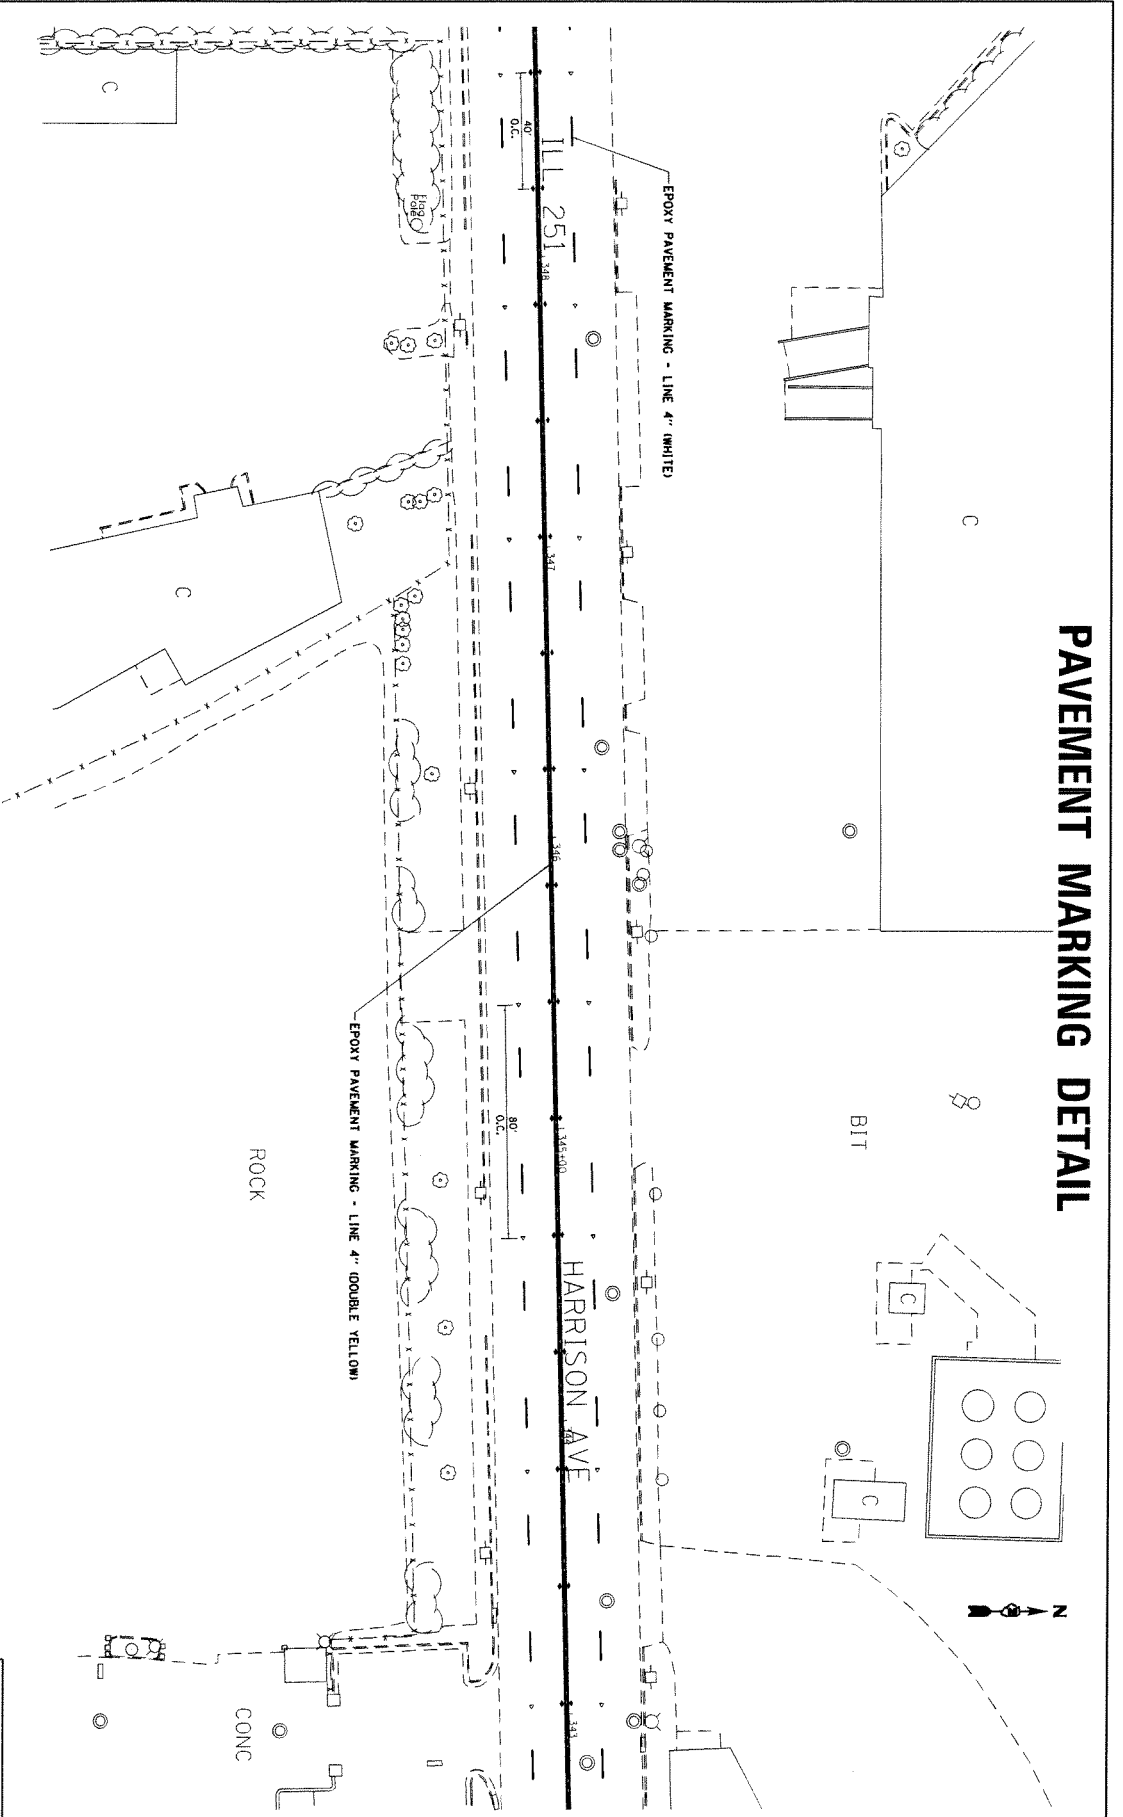 PAVEMENT MARKING DETAIL
N
C
BIT
C
C
EPOXY PAVEMENT MARKING - LINE 4" (WHITE)
ILL 251
348
347
346
345+00
HARRISON AVE
343
40'
O.C.
80'
O.C.
EPOXY PAVEMENT MARKING - LINE 4" (DOUBLE YELLOW)
Flag
Pole
C
C
ROCK
CONC